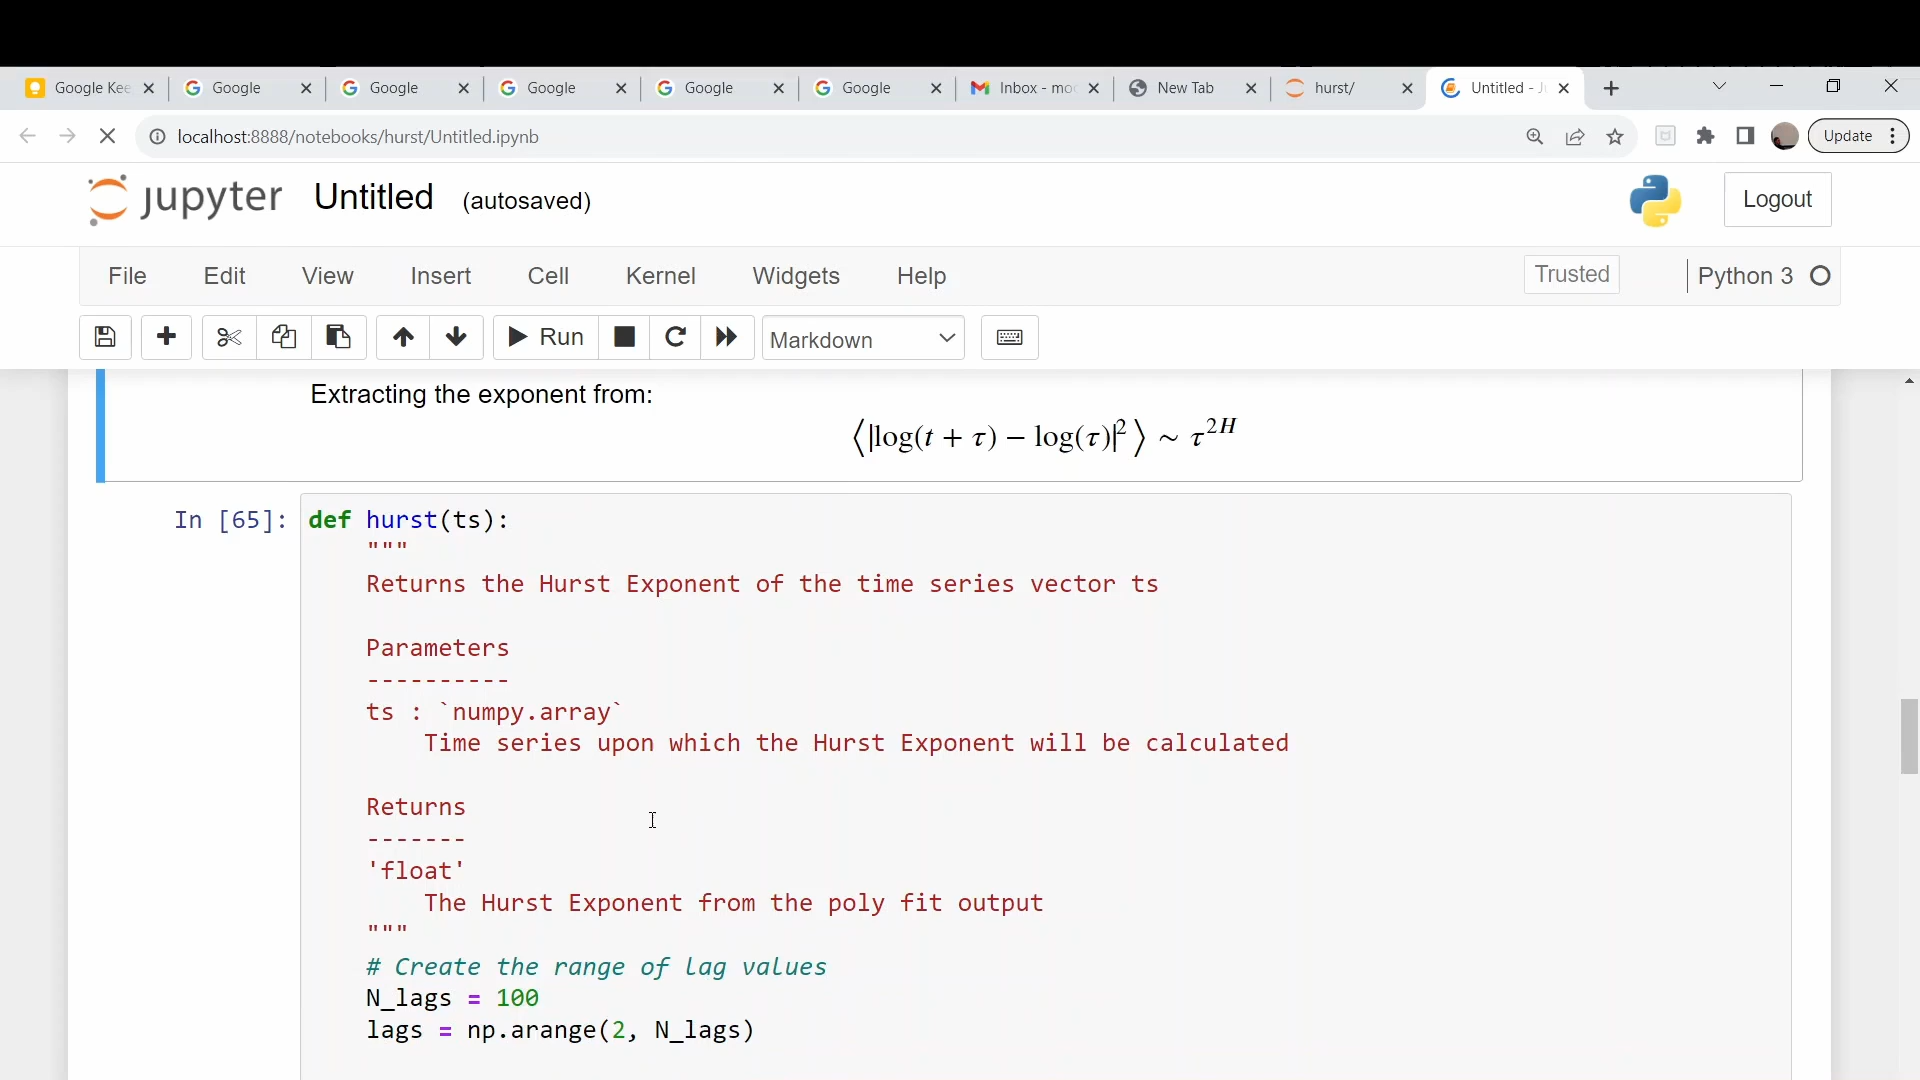 Google Kee
Google
Google
Google
Google
Google
Inbox - mo
New Tab
hurst/
Untitled - J
localhost:8888/notebooks/hurst/Untitled.ipynb
Update
jupyter Untitled (autosaved)
Logout
File Edit View Insert Cell Kernel Widgets Help
Trusted
Python 3
Run
Markdown
Extracting the exponent from:
⟨|log(t + τ) − log(τ)|² ⟩ ∼ τ²ᴴ
In [65]: def hurst(ts):
"""
Returns the Hurst Exponent of the time series vector ts
Parameters
----------
ts : `numpy.array`
Time series upon which the Hurst Exponent will be calculated
Returns
-------
'float'
The Hurst Exponent from the poly fit output
"""
# Create the range of lag values
N_lags = 100
lags = np.arange(2, N_lags)